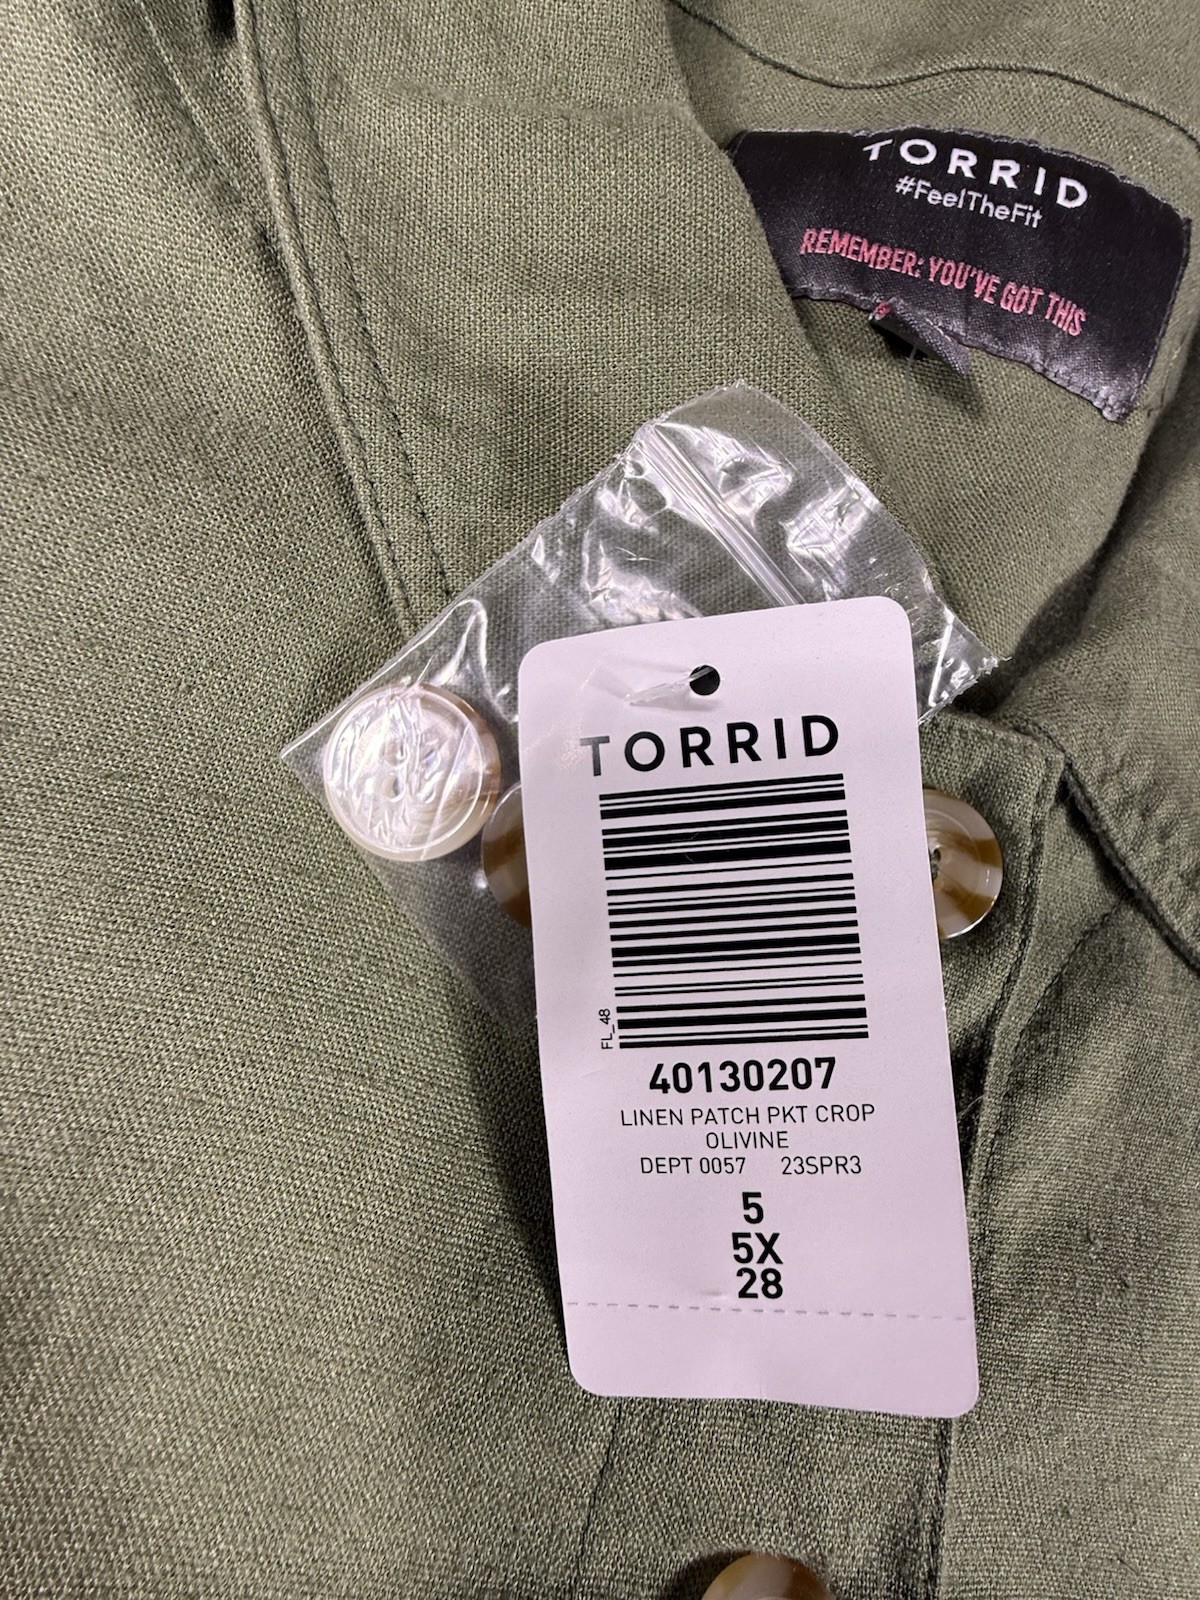 TORRID
#FeelTheFit
REMEMBER: YOU'VE GOT THIS
TORRID
FL_48
40130207
LINEN PATCH PKT CROP
OLIVINE
DEPT 0057 23SPR3
5
5X
28